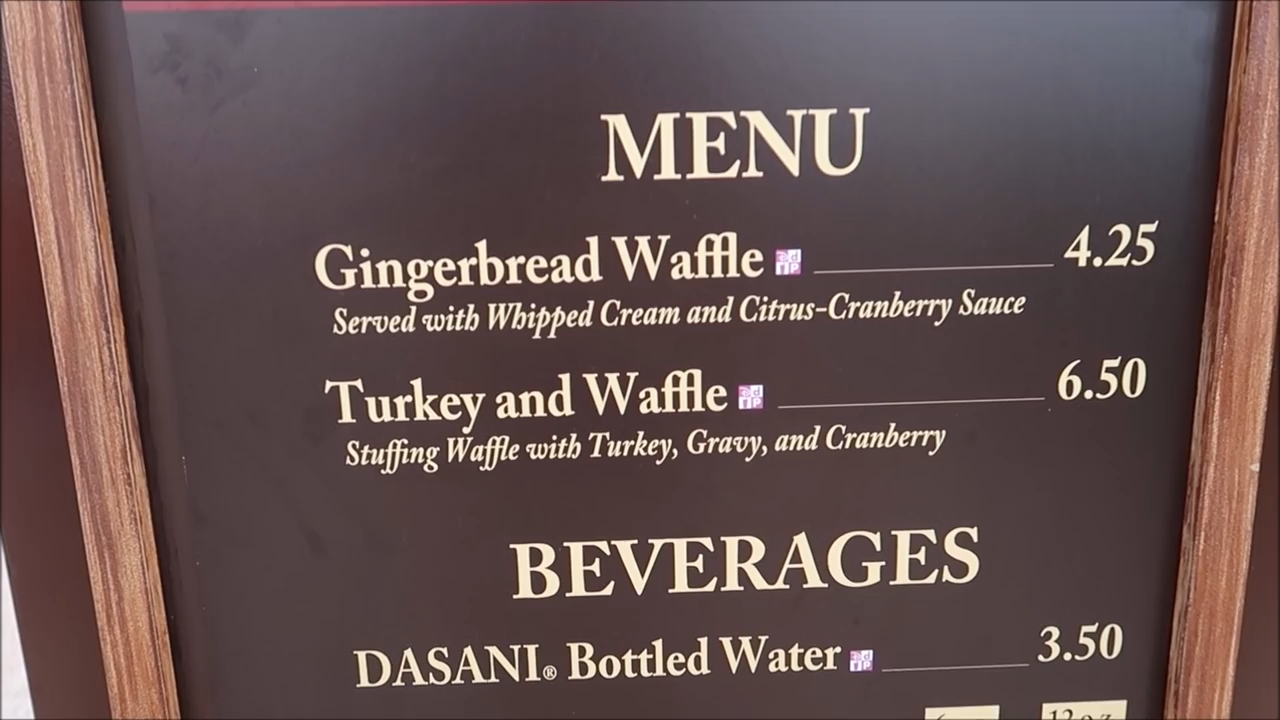 MENU
Gingerbread Waffle 4.25
Served with Whipped Cream and Citrus-Cranberry Sauce
Turkey and Waffle 6.50
Stuffing Waffle with Turkey, Gravy, and Cranberry
BEVERAGES
DASANI® Bottled Water 3.50